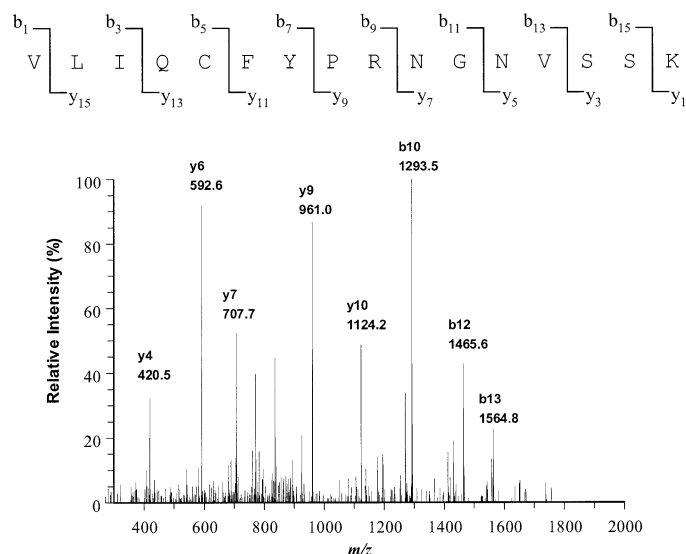 b1 b3 b5 b7 b9 b11 b13 b15
V L I Q C F Y P R N G N V S S K
y15 y13 y11 y9 y7 y5 y3 y1
b10
1293.5
y6
592.6
y9
961.0
y7
707.7
y10
1124.2
b12
1465.6
y4
420.5
b13
1564.8
Relative Intensity (%)
100
80
60
40
20
0
400 600 800 1000 1200 1400 1600 1800 2000
m/z